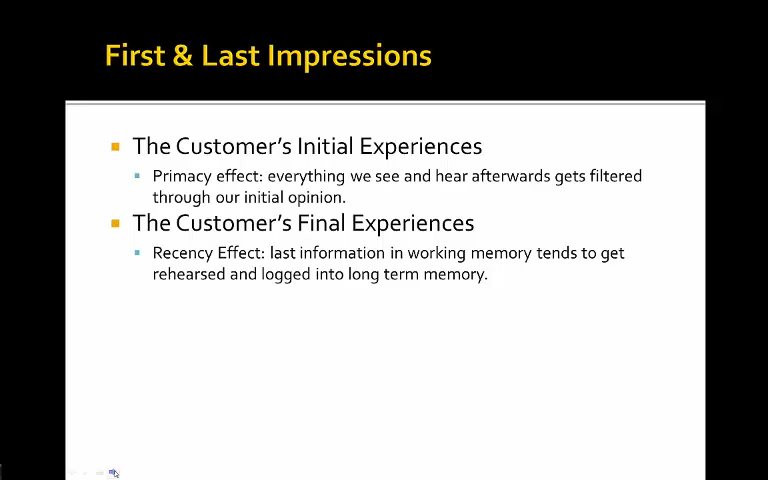 First & Last Impressions
The Customer's Initial Experiences
Primacy effect: everything we see and hear afterwards gets filtered
through our initial opinion.
The Customer's Final Experiences
Recency Effect: last information in working memory tends to get
rehearsed and logged into long term memory.